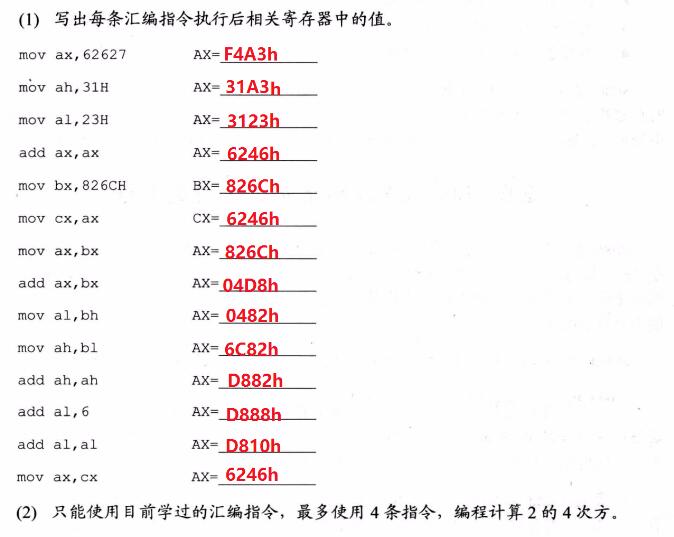 (1) 写出每条汇编指令执行后相关寄存器中的值。
mov ax,62627 AX= F4A3h
mov ah,31H AX= 31A3h
mov al,23H AX= 3123h
add ax,ax AX= 6246h
mov bx,826CH BX= 826Ch
mov cx,ax CX= 6246h
mov ax,bx AX= 826Ch
add ax,bx AX= 04D8h
mov al,bh AX= 0482h
mov ah,bl AX= 6C82h
add ah,ah AX= D882h
add al,6 AX= D888h
add al,al AX= D810h
mov ax,cx AX= 6246h
(2) 只能使用目前学过的汇编指令，最多使用 4 条指令，编程计算 2 的 4 次方。